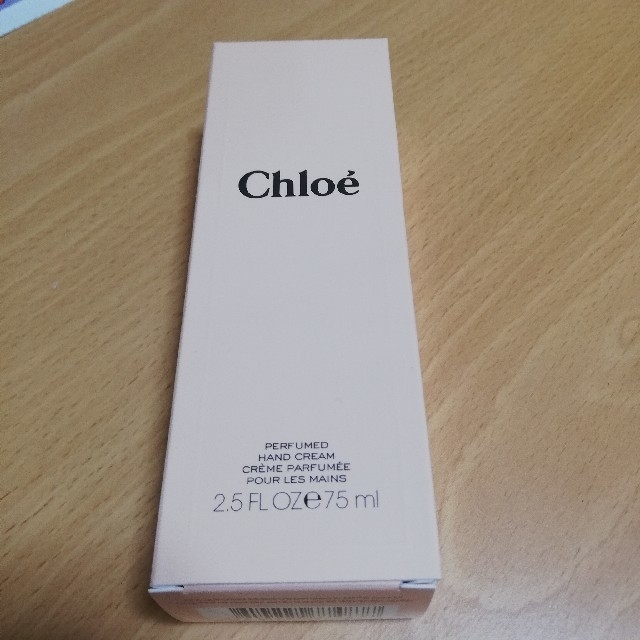 Chloé
PERFUMED
HAND CREAM
CRÈME PARFUMÉE
POUR LES MAINS
2.5 FL OZ ℮ 75 ml